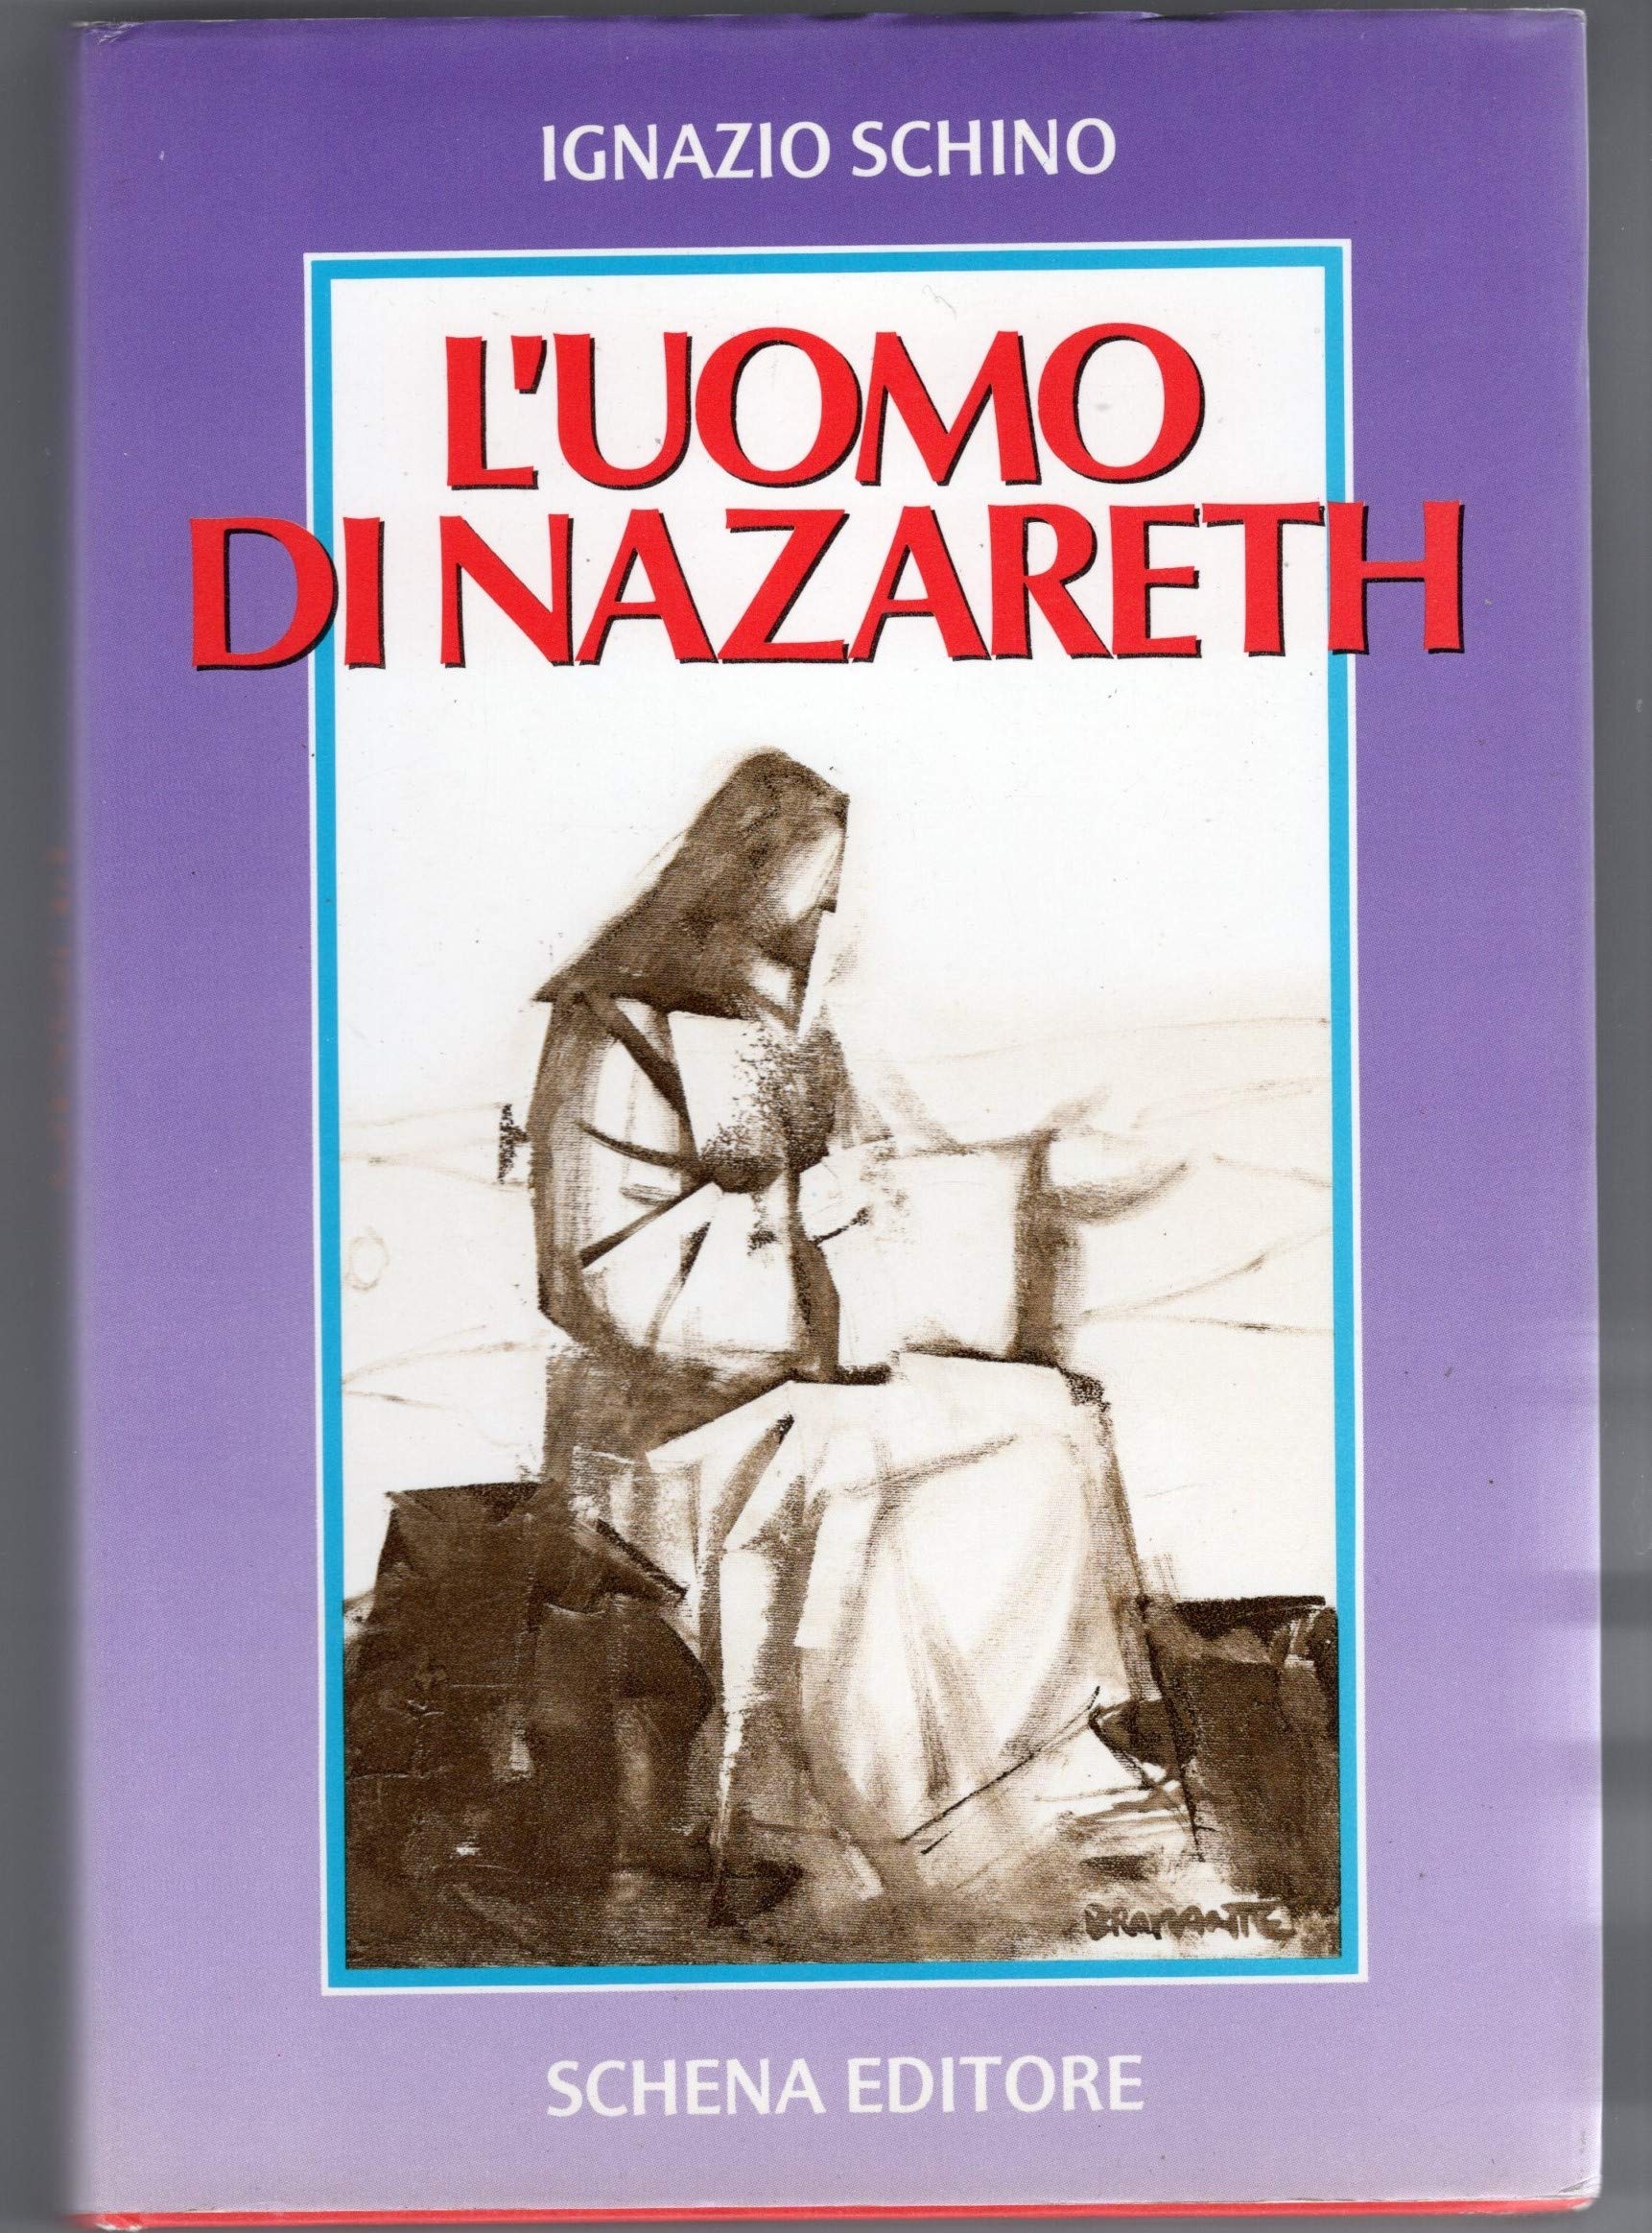 IGNAZIO SCHINO
L'UOMO
DI NAZARETH
BRAMANTE
SCHENA EDITORE